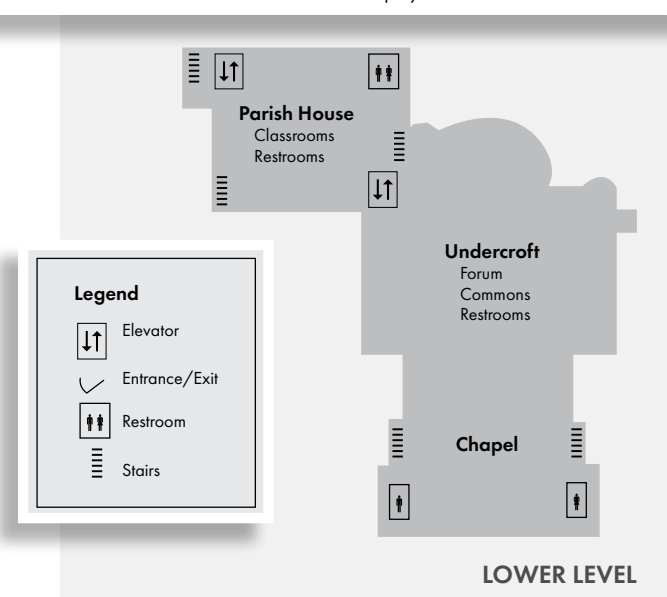 Parish House
Classrooms
Restrooms
Undercroft
Forum
Commons
Restrooms
Legend
Elevator
Entrance/Exit
Restroom
Stairs
Chapel
LOWER LEVEL